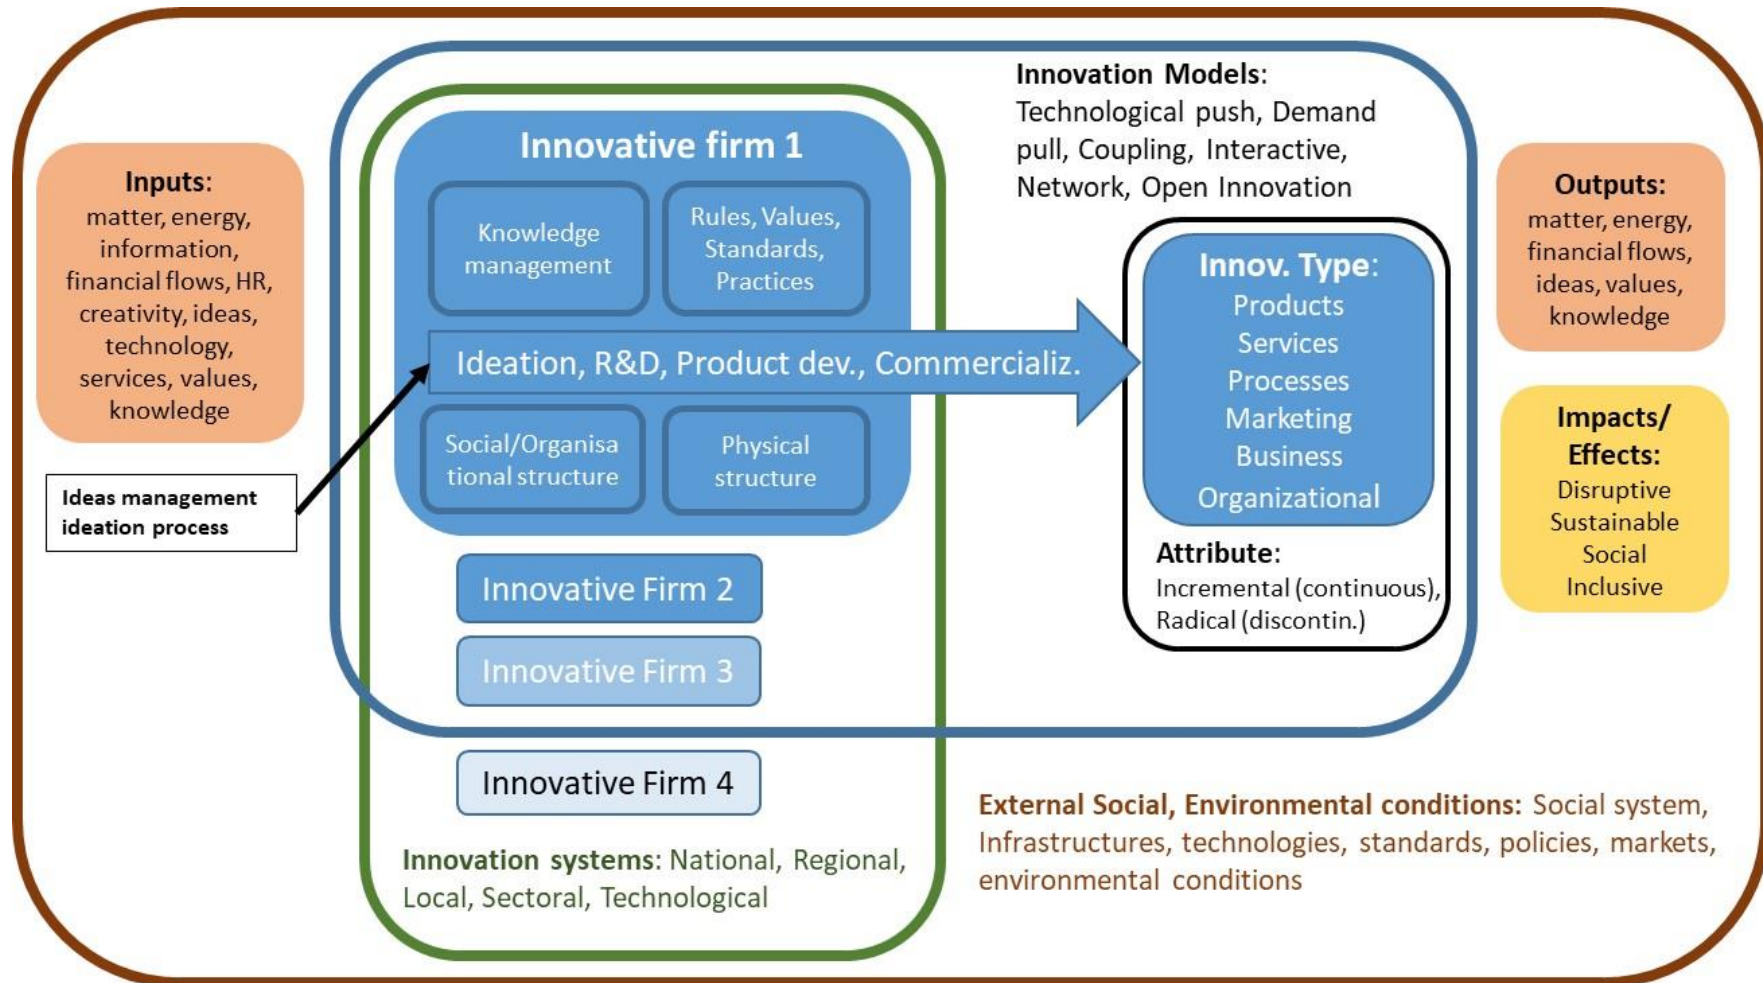 Inputs:
matter, energy,
information,
financial flows, HR,
creativity, ideas,
technology,
services, values,
knowledge
Ideas management
ideation process
Innovative firm 1
Knowledge
management
Rules, Values,
Standards,
Practices
Ideation, R&D, Product dev., Commercializ.
Social/Organisa
tional structure
Physical
structure
Innovative Firm 2
Innovative Firm 3
Innovative Firm 4
Innovation systems: National, Regional,
Local, Sectoral, Technological
Innovation Models:
Technological push, Demand
pull, Coupling, Interactive,
Network, Open Innovation
Innov. Type:
Products
Services
Processes
Marketing
Business
Organizational
Attribute:
Incremental (continuous),
Radical (discontin.)
Outputs:
matter, energy,
financial flows,
ideas, values,
knowledge
Impacts/
Effects:
Disruptive
Sustainable
Social
Inclusive
External Social, Environmental conditions: Social system,
Infrastructures, technologies, standards, policies, markets,
environmental conditions